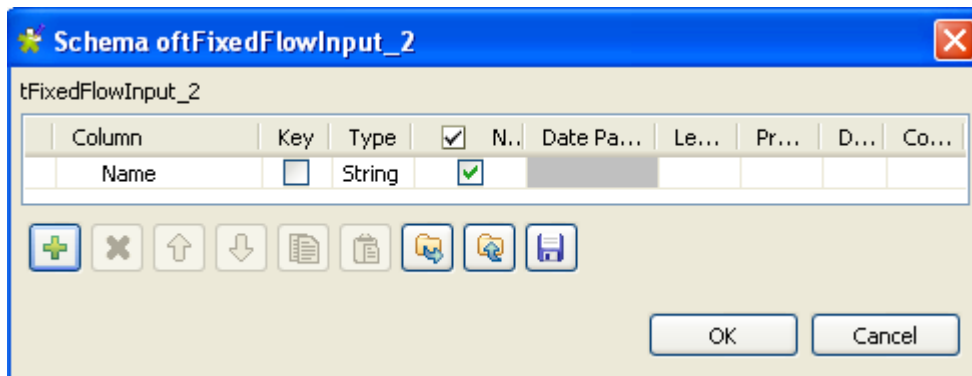 Schema oftFixedFlowInput_2
tFixedFlowInput_2
Column Key Type N.. Date Pa... Le... Pr... D... Co...
Name String
OK Cancel